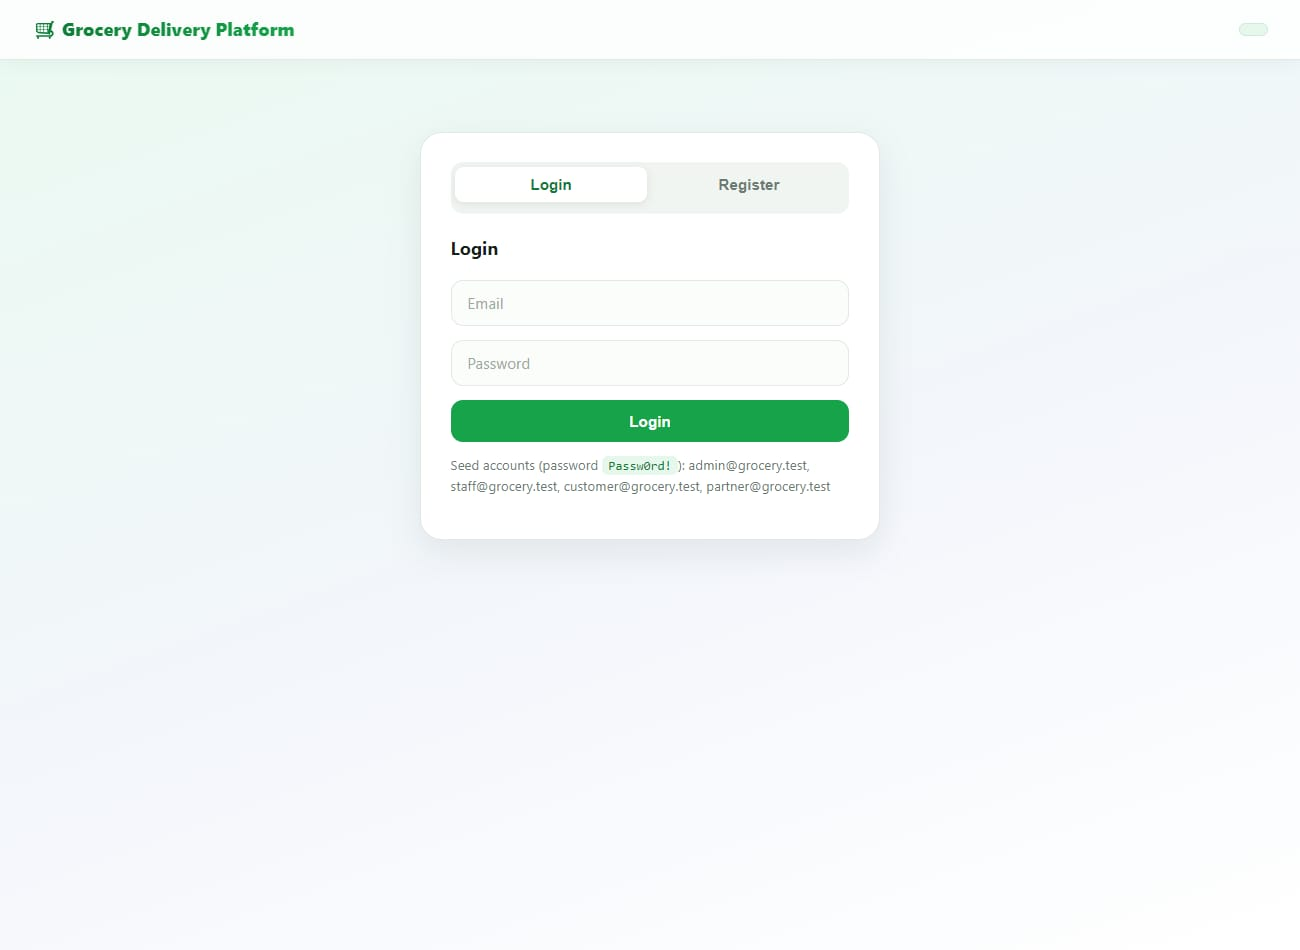 Grocery Delivery Platform
Login
Register
Login
Email
Password
Login
Seed accounts (password Passw0rd!): admin@grocery.test,
staff@grocery.test, customer@grocery.test, partner@grocery.test